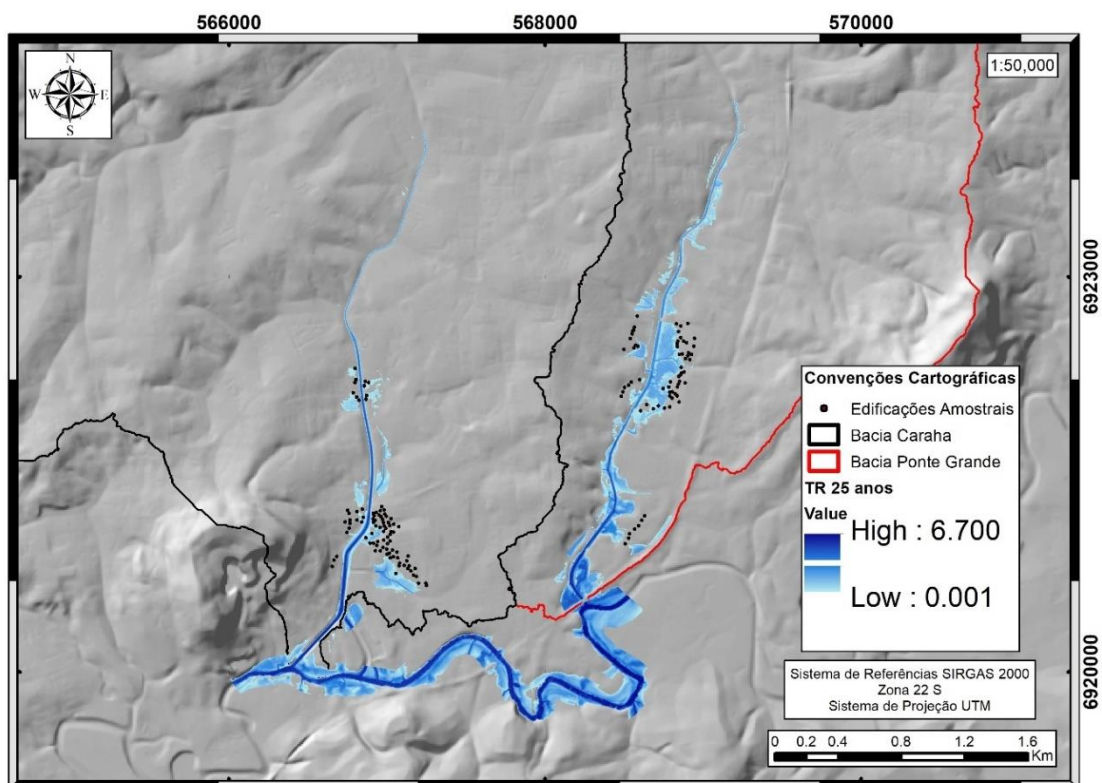 566000
568000
570000
N
W
E
S
1:50,000
6923000
Convenções Cartográficas
Edificações Amostrais
Bacia Caraha
Bacia Ponte Grande
TR 25 anos
Value
High : 6.700
Low : 0.001
6920000
Sistema de Referências SIRGAS 2000
Zona 22 S
Sistema de Projeção UTM
0 0.2 0.4 0.8 1.2 1.6
Km